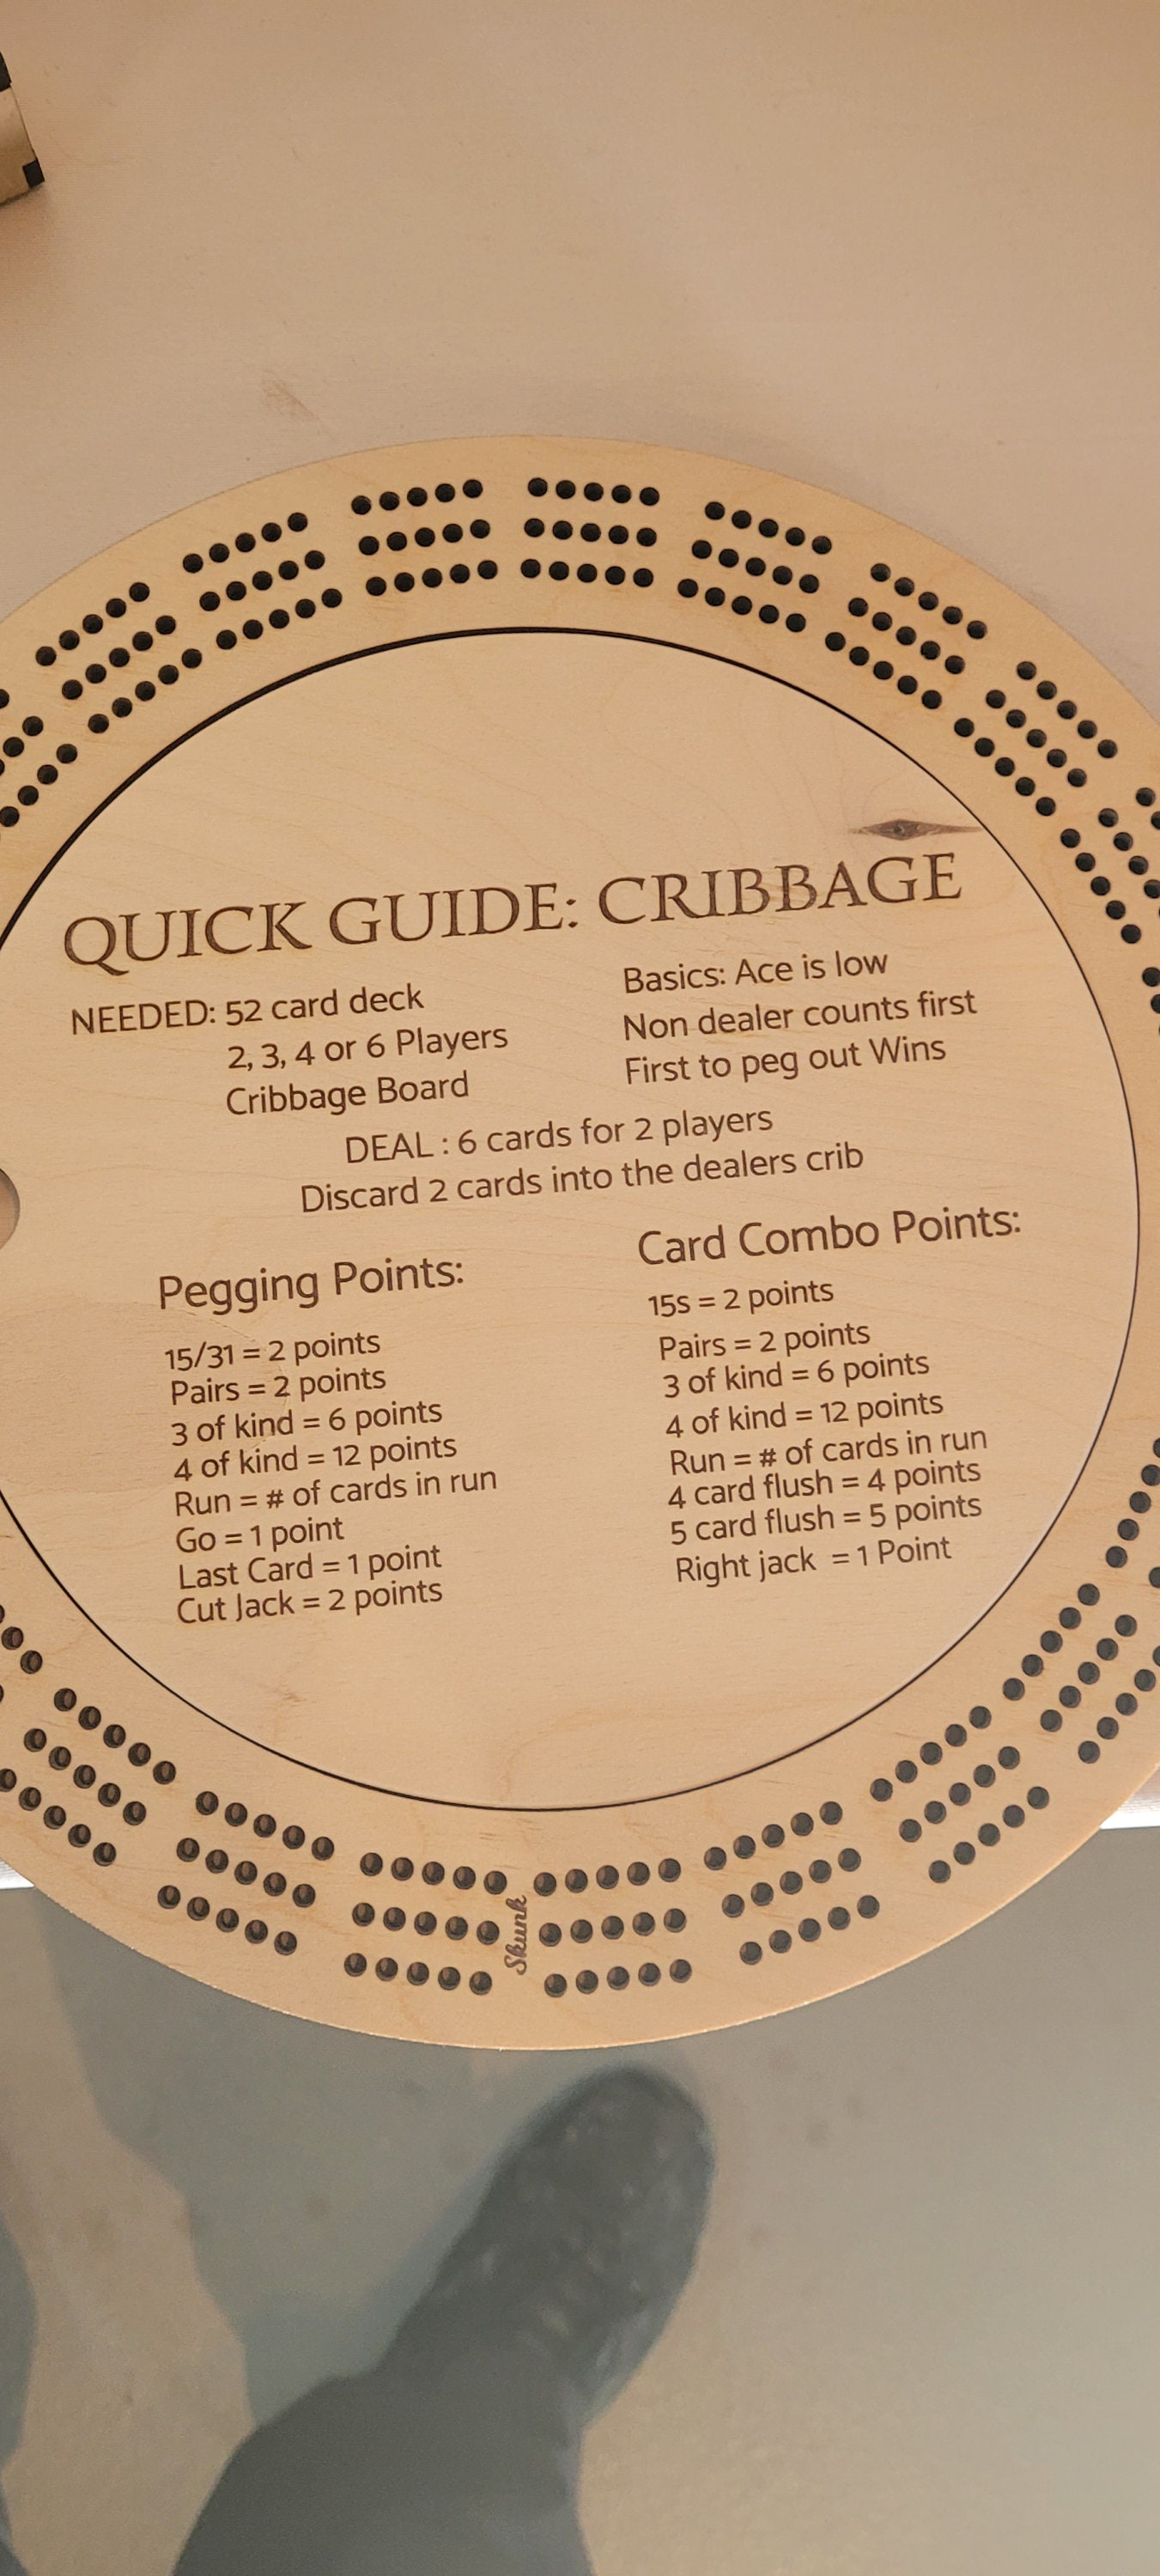 QUICK GUIDE: CRIBBAGE
NEEDED: 52 card deck
2, 3, 4 or 6 Players
Cribbage Board
Basics: Ace is low
Non dealer counts first
First to peg out Wins
DEAL : 6 cards for 2 players
Discard 2 cards into the dealers crib
Pegging Points:
15/31 = 2 points
Pairs = 2 points
3 of kind = 6 points
4 of kind = 12 points
Run = # of cards in run
Go = 1 point
Last Card = 1 point
Cut Jack = 2 points
Card Combo Points:
15s = 2 points
Pairs = 2 points
3 of kind = 6 points
4 of kind = 12 points
Run = # of cards in run
4 card flush = 4 points
5 card flush = 5 points
Right jack = 1 Point
Skunk